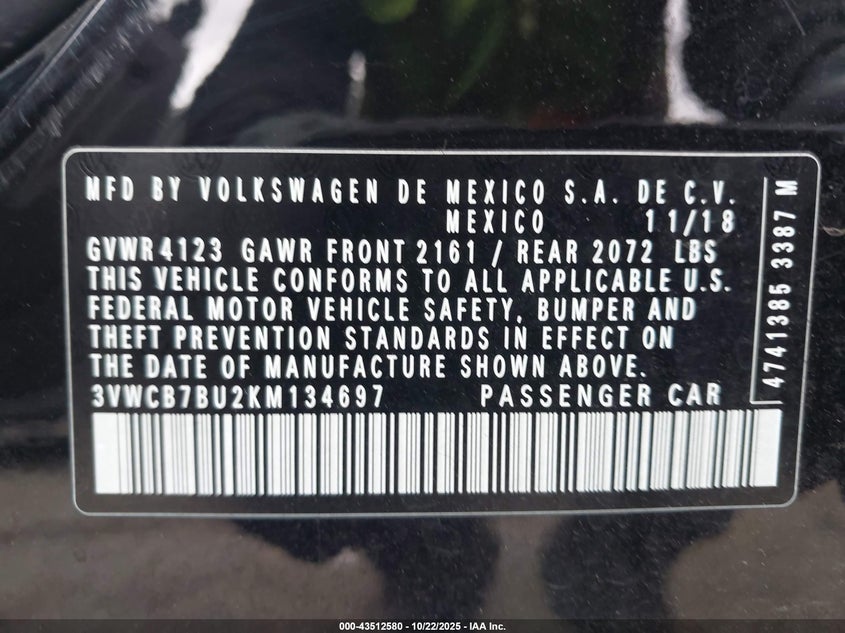 MFD BY VOLKSWAGEN DE MEXICO S.A. DE C.V.
MEXICO 11/18
GVWR 4123 GAWR FRONT 2161 / REAR 2072 LBS
THIS VEHICLE CONFORMS TO ALL APPLICABLE U.S.
FEDERAL MOTOR VEHICLE SAFETY, BUMPER AND
THEFT PREVENTION STANDARDS IN EFFECT ON
THE DATE OF MANUFACTURE SHOWN ABOVE.
3VWCB7BU2KM134697 PASSENGER CAR
4741385 3387 M
000-43512580 - 10/22/2025 - IAA Inc.